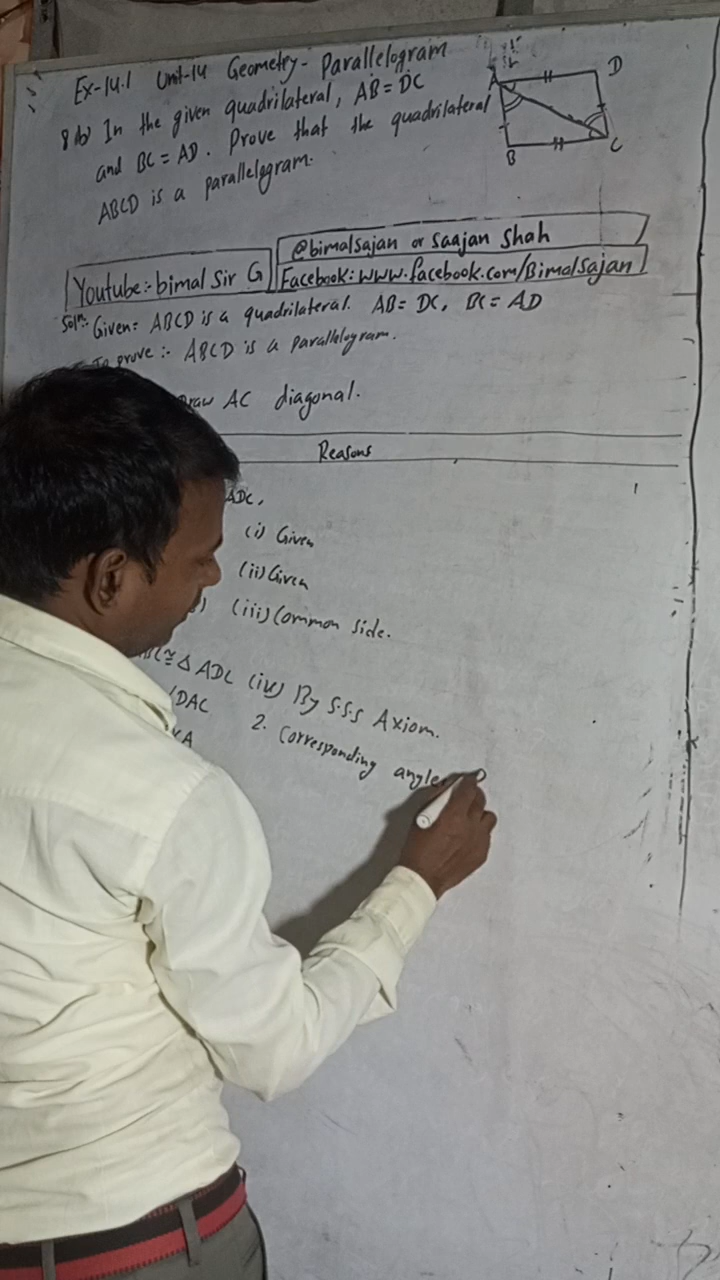 Ex-14.1 Unit-14 Geometry- Parallelogram
8 b) In the given quadrilateral, AB = DC
and BC = AD. Prove that the quadrilateral
ABCD is a parallelogram.
A
D
B
C
Youtube:- bimal Sir G
@bimalsajan or Saajan Shah
Facebook: www.facebook.com/BimalSajan
Solⁿ:- Given= ABCD is a quadrilateral. AB= DC, BC = AD
To prove :- ABCD is a parallelogram.
Draw AC diagonal.
Reasons
ADC,
(i) Given
(ii) Given
(iii) Common side.
≅ Δ ADC (iv) By S.S.S Axiom.
DAC 2. Corresponding angle